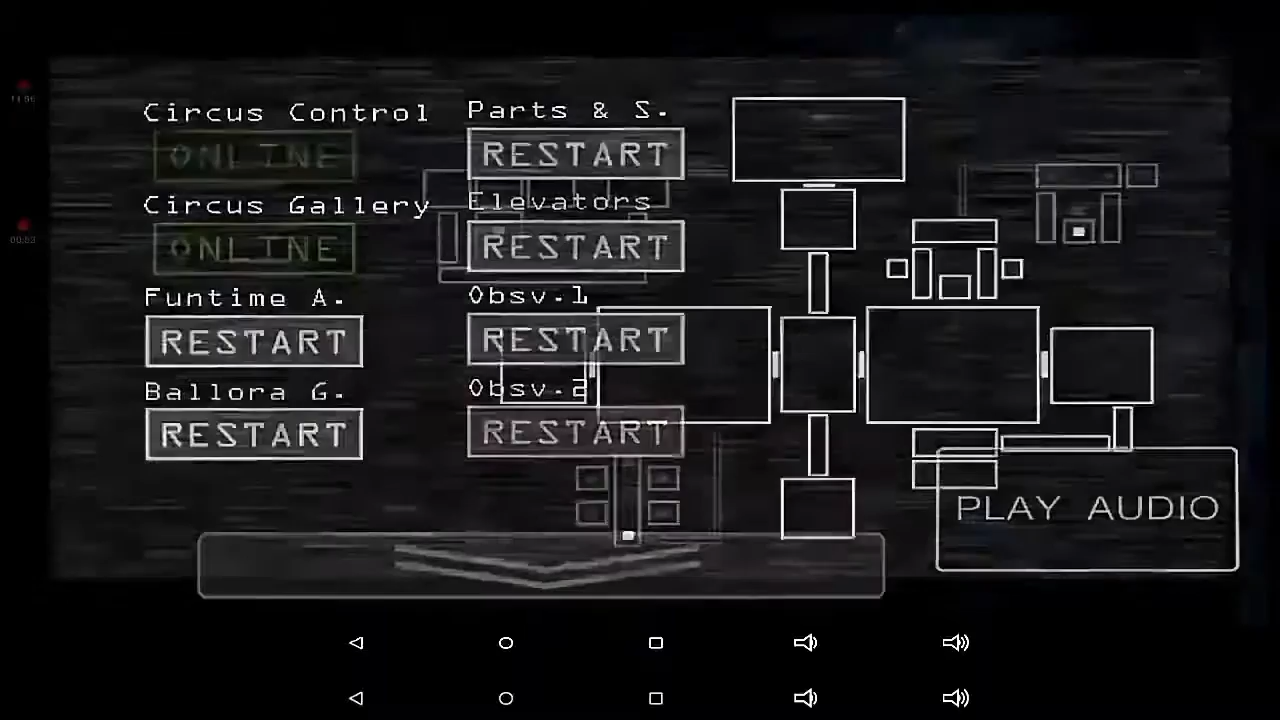 Circus Control
ONLINE
Circus Gallery
ONLINE
Funtime A.
RESTART
Ballora G.
RESTART
Parts & S.
RESTART
Elevators
RESTART
Obsv.1
RESTART
Obsv.2
RESTART
PLAY AUDIO